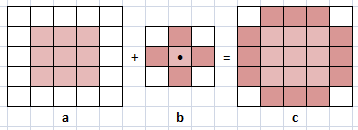 + =
a b c